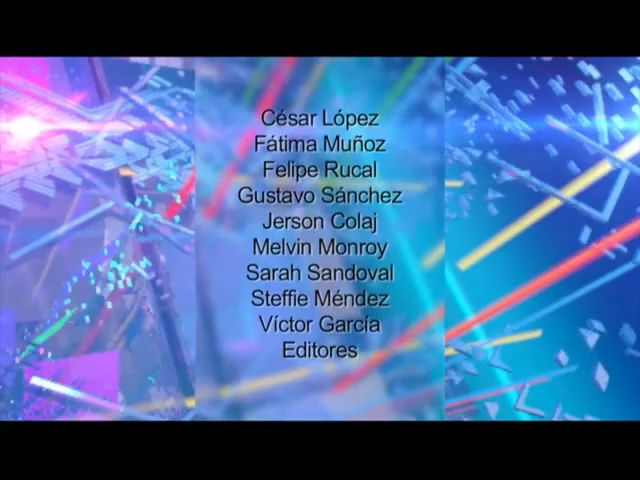 César López
Fátima Muñoz
Felipe Rucal
Gustavo Sánchez
Jerson Colaj
Melvin Monroy
Sarah Sandoval
Steffie Méndez
Víctor García
Editores